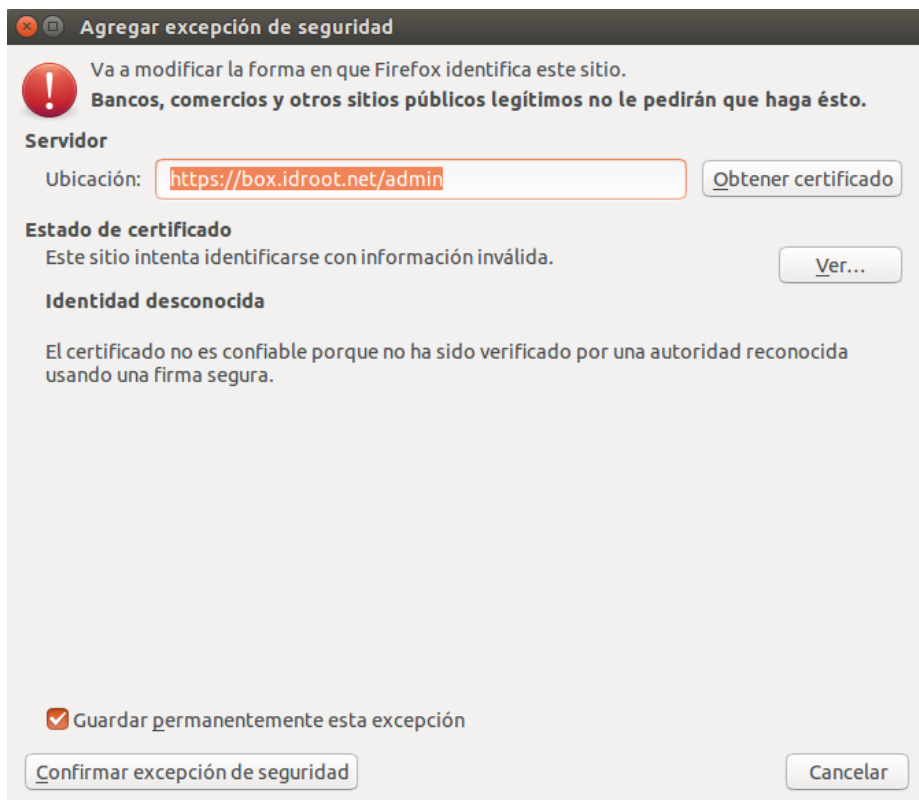 Agregar excepción de seguridad
Va a modificar la forma en que Firefox identifica este sitio.
Bancos, comercios y otros sitios públicos legítimos no le pedirán que haga ésto.
Servidor
Ubicación: https://box.idroot.net/admin Obtener certificado
Estado de certificado
Este sitio intenta identificarse con información inválida.
Ver...
Identidad desconocida
El certificado no es confiable porque no ha sido verificado por una autoridad reconocida
usando una firma segura.
Guardar permanentemente esta excepción
Confirmar excepción de seguridad Cancelar